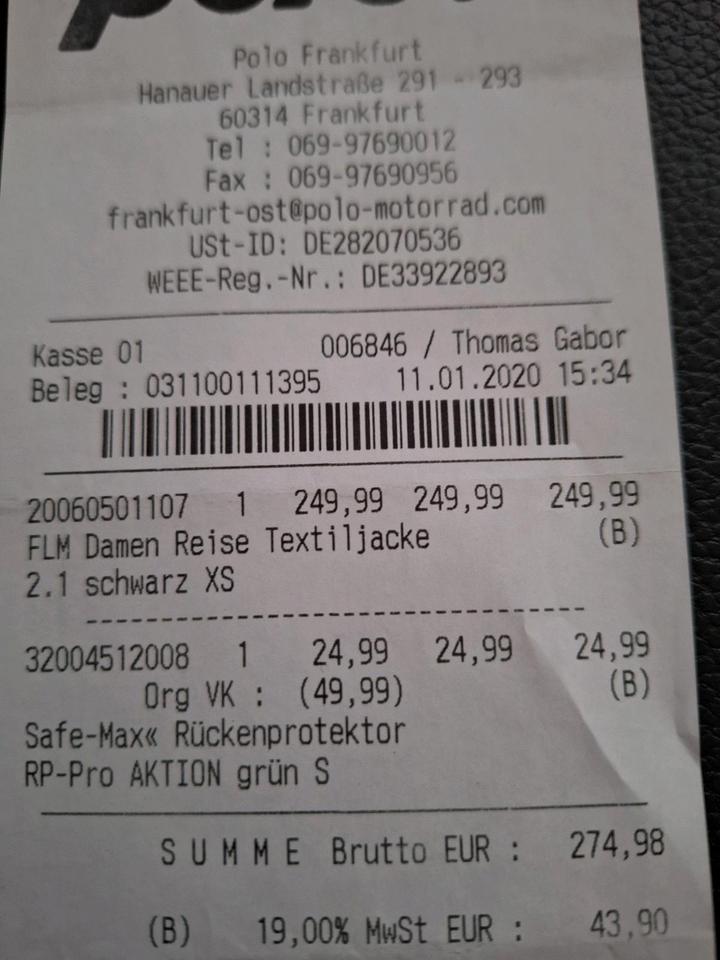 Polo Frankfurt
Hanauer Landstraße 291 - 293
60314 Frankfurt
Tel : 069-97690012
Fax : 069-97690956
frankfurt-ost@polo-motorrad.com
USt-ID: DE282070536
WEEE-Reg.-Nr.: DE33922893
Kasse 01 006846 / Thomas Gabor
Beleg : 031100111395 11.01.2020 15:34
20060501107 1 249,99 249,99 249,99
FLM Damen Reise Textiljacke (B)
2.1 schwarz XS
32004512008 1 24,99 24,99 24,99
Org VK : (49,99) (B)
Safe-Max« Rückenprotektor
RP-Pro AKTION grün S
S U M M E Brutto EUR : 274,98
(B) 19,00% MwSt EUR : 43,90